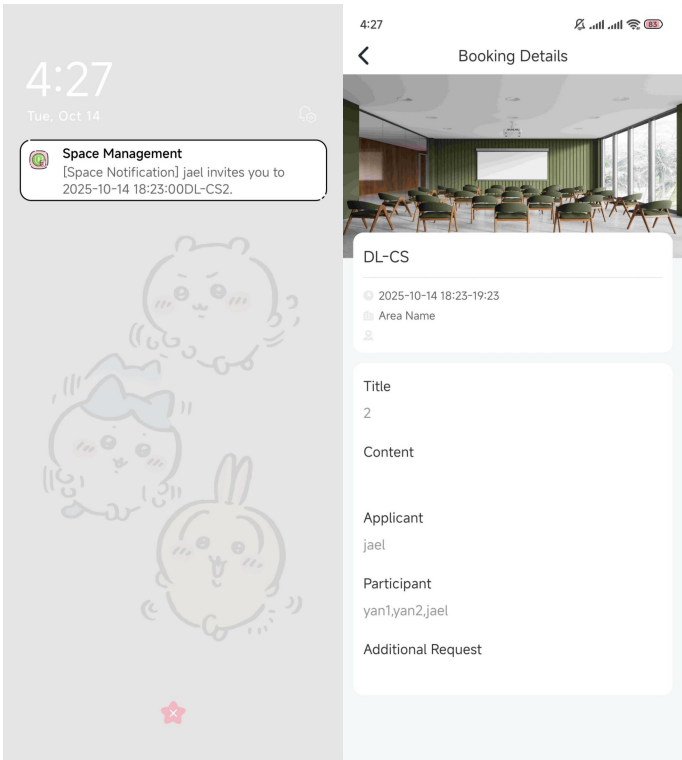 4:27
Tue, Oct 14
Space Management
[Space Notification] jael invites you to
2025-10-14 18:23:00DL-CS2.
4:27
83
Booking Details
DL-CS
2025-10-14 18:23-19:23
Area Name
Title
2
Content
Applicant
jael
Participant
yan1,yan2,jael
Additional Request